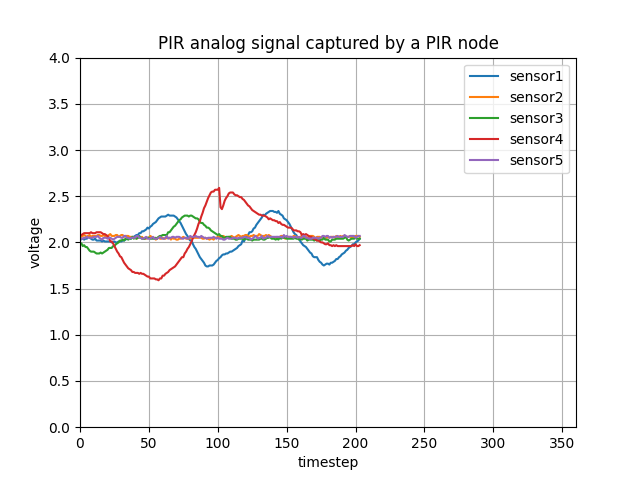 PIR analog signal captured by a PIR node
4.0
3.5
3.0
2.5
2.0
1.5
1.0
0.5
0.0
voltage
sensor1
sensor2
sensor3
sensor4
sensor5
0 50 100 150 200 250 300 350
timestep